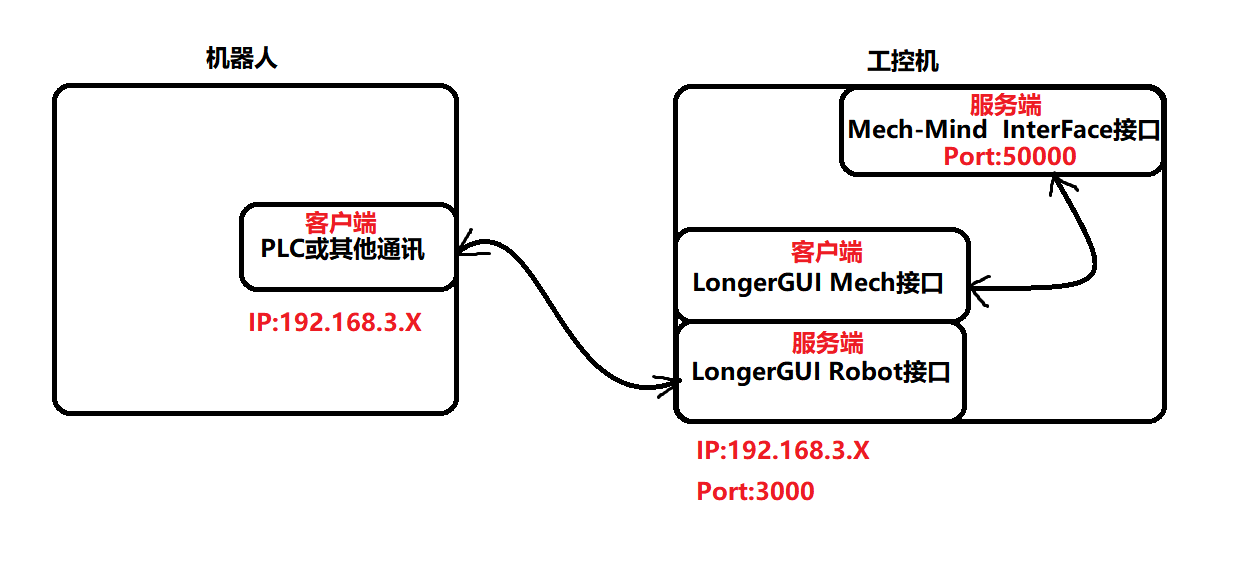 机器人
客户端
PLC或其他通讯
IP:192.168.3.X
工控机
服务端
Mech-Mind InterFace接口
Port:50000
客户端
LongerGUI Mech接口
服务端
LongerGUI Robot接口
IP:192.168.3.X
Port:3000